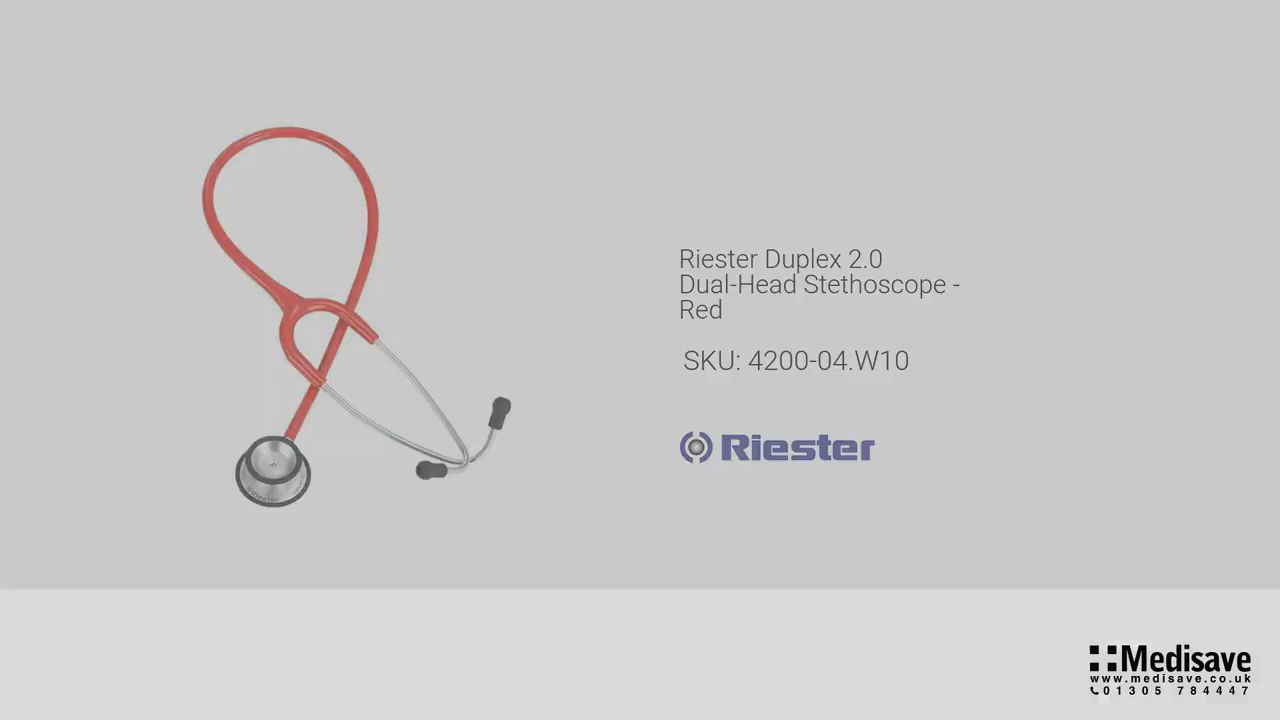 Riester Duplex 2.0
Dual-Head Stethoscope -
Red
SKU: 4200-04.W10
Riester
Riester
Medisave
www.medisave.co.uk
01305 784447